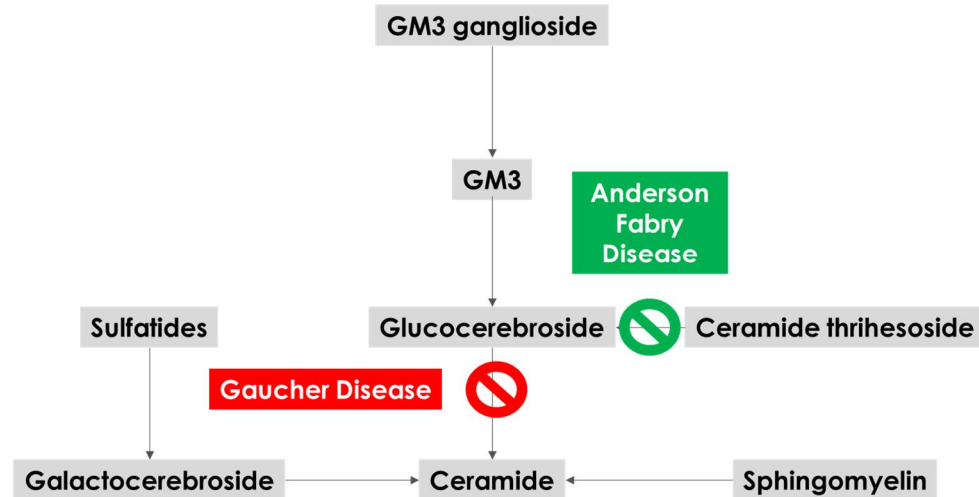 GM3 ganglioside
GM3
Anderson
Fabry
Disease
Sulfatides
Glucocerebroside
Ceramide thrihesoside
Gaucher Disease
Galactocerebroside
Ceramide
Sphingomyelin